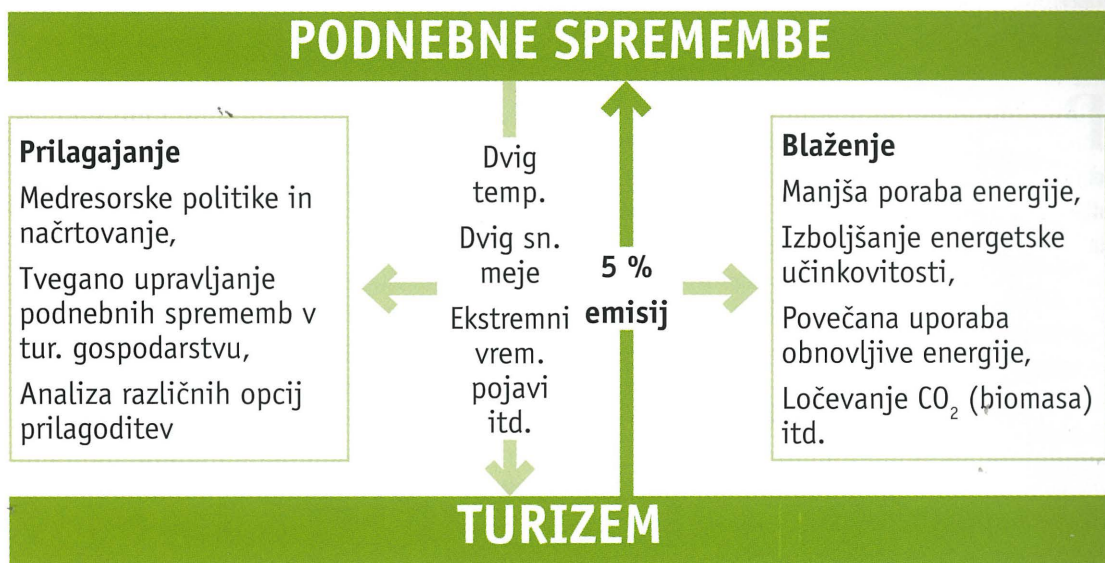 PODNEBNE SPREMEMBE
Prilagajanje
Medresorske politike in
načrtovanje,
Tvegano upravljanje
podnebnih sprememb v
tur. gospodarstvu,
Analiza različnih opcij
prilagoditev
Dvig
temp.
Dvig sn.
meje
Ekstremni
vrem.
pojavi
itd.
5 %
emisij
Blaženje
Manjša poraba energije,
Izboljšanje energetske
učinkovitosti,
Povečana uporaba
obnovljive energije,
Ločevanje CO₂ (biomasa)
itd.
TURIZEM